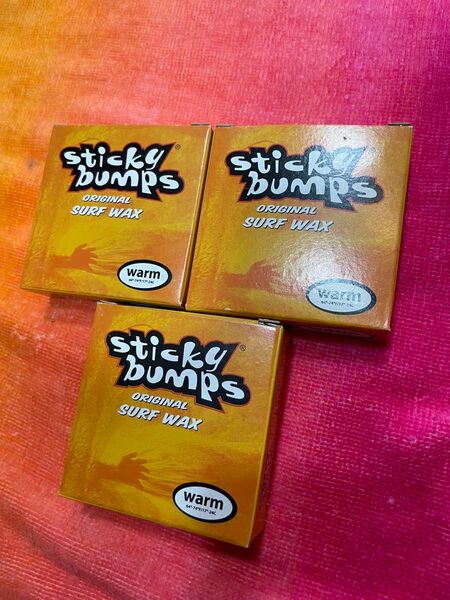 sticky
bumps®
ORIGINAL
SURF WAX
warm
sticky
bumps
ORIGINAL
SURF WAX
warm
sticky
bumps
ORIGINAL
SURF WAX
warm